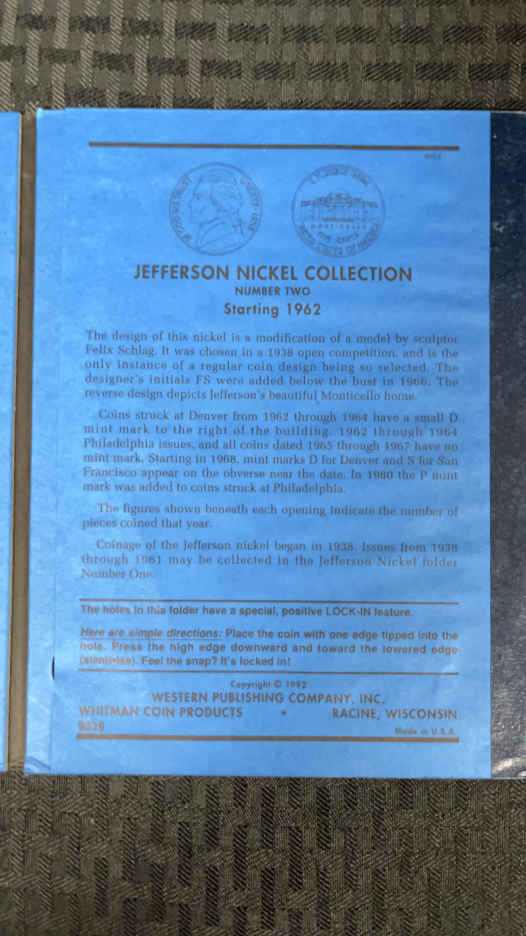 JEFFERSON NICKEL COLLECTION
NUMBER TWO
Starting 1962
The design of this nickel is a modification of a model by sculptor
Felix Schlag. It was chosen in a 1938 open competition, and is the
only instance of a regular coin design being so selected. The
designer's initials FS were added below the bust in 1966. The
reverse design depicts Jefferson's beautiful Monticello home.
Coins struck at Denver from 1962 through 1964 have a small D
mint mark to the right of the building. 1962 through 1964
Philadelphia issues, and all coins dated 1965 through 1967 have no
mint mark. Starting in 1968, mint marks D for Denver and S for San
Francisco appear on the obverse near the date. In 1980 the P mint
mark was added to coins struck at Philadelphia.
The figures shown beneath each opening indicate the number of
pieces coined that year.
Coinage of the Jefferson nickel began in 1938. Issues from 1938
through 1961 may be collected in the Jefferson Nickel folder
Number One.
The holes in this folder have a special, positive LOCK-IN feature.
Here are simple directions: Place the coin with one edge tipped into the
hole. Press the high edge downward and toward the lowered edge
(sidewise). Feel the snap? It's locked in!
Copyright © 1992
WESTERN PUBLISHING COMPANY, INC.
WHITMAN COIN PRODUCTS • RACINE, WISCONSIN
Made in U.S.A.